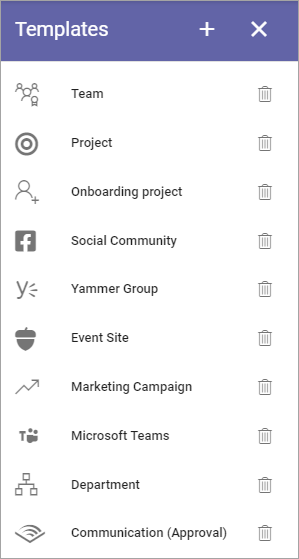 Templates
Team
Project
Onboarding project
Social Community
Yammer Group
Event Site
Marketing Campaign
Microsoft Teams
Department
Communication (Approval)